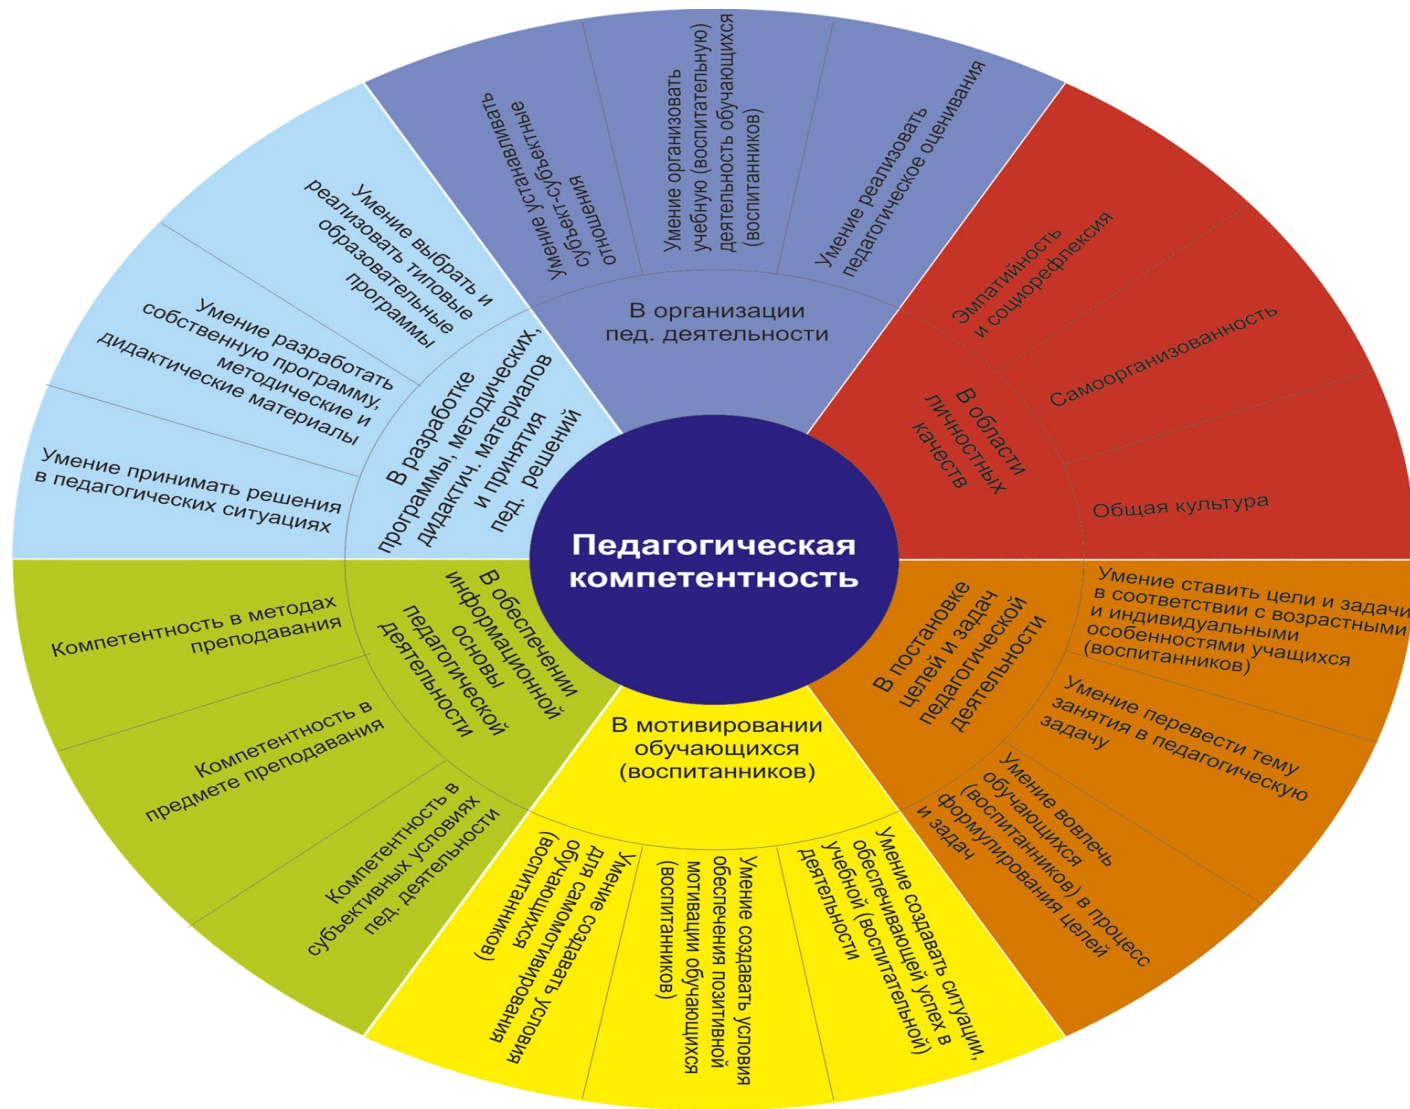 Педагогическая
компетентность
В организации
пед. деятельности
Умение устанавливать
субъект-субъектные
отношения
Умение организовать
учебную (воспитательную)
деятельность обучающихся
(воспитанников)
Умение реализовать
педагогическое оценивания
В области
личностных
качеств
Эмпатийность
и социорефлексия
Самоорганизованность
Общая культура
В постановке
целей и задач
педагогической
деятельности
Умение ставить цели и задачи
в соответствии с возрастными
и индивидуальными
особенностями учащихся
(воспитанников)
Умение перевести тему
занятия в педагогическую
задачу
Умение вовлечь
обучающихся
(воспитанников) в процесс
формулирования целей
и задач
В мотивировании
обучающихся
(воспитанников)
Умение создавать ситуации,
обеспечивающей успех в
учебной (воспитательной)
деятельности
Умение создавать условия
обеспечения позитивной
мотивации обучающихся
(воспитанников)
Умение создавать условия
для самомотивирования
обучающихся
(воспитанников)
В обеспечении
информационной
основы
педагогической
деятельности
Компетентность в
субъективных условиях
пед. деятельности
Компетентность в
предмете преподавания
Компетентность в методах
преподавания
В разработке
программы, методических,
дидактич. материалов
и принятия
пед. решений
Умение принимать решения
в педагогических ситуациях
Умение разработать
собственную программу,
методические и
дидактические материалы
Умение выбрать и
реализовать типовые
образовательные
программы